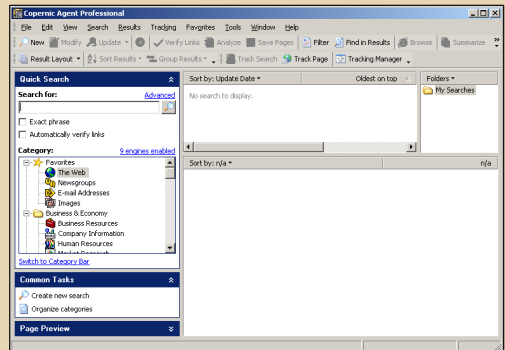 Copernic Agent Professional
File Edit View Search Results Tracking Favorites Tools Window Help
New Modify Update Verify Links Analyze Save Pages Filter Find in Results Browse Summarize
Result Layout Sort Results Group Results Track Search Track Page Tracking Manager
Quick Search
Search for: Advanced
Exact phrase
Automatically verify links
Category: 9 engines enabled
Favorites
The Web
Newsgroups
E-mail Addresses
Images
Business & Economy
Business Resources
Company Information
Human Resources
Market Research
Switch to Category Bar
Common Tasks
Create new search
Organize categories
Page Preview
Sort by: Update Date Oldest on top
No search to display.
Folders
My Searches
Sort by: n/a n/a